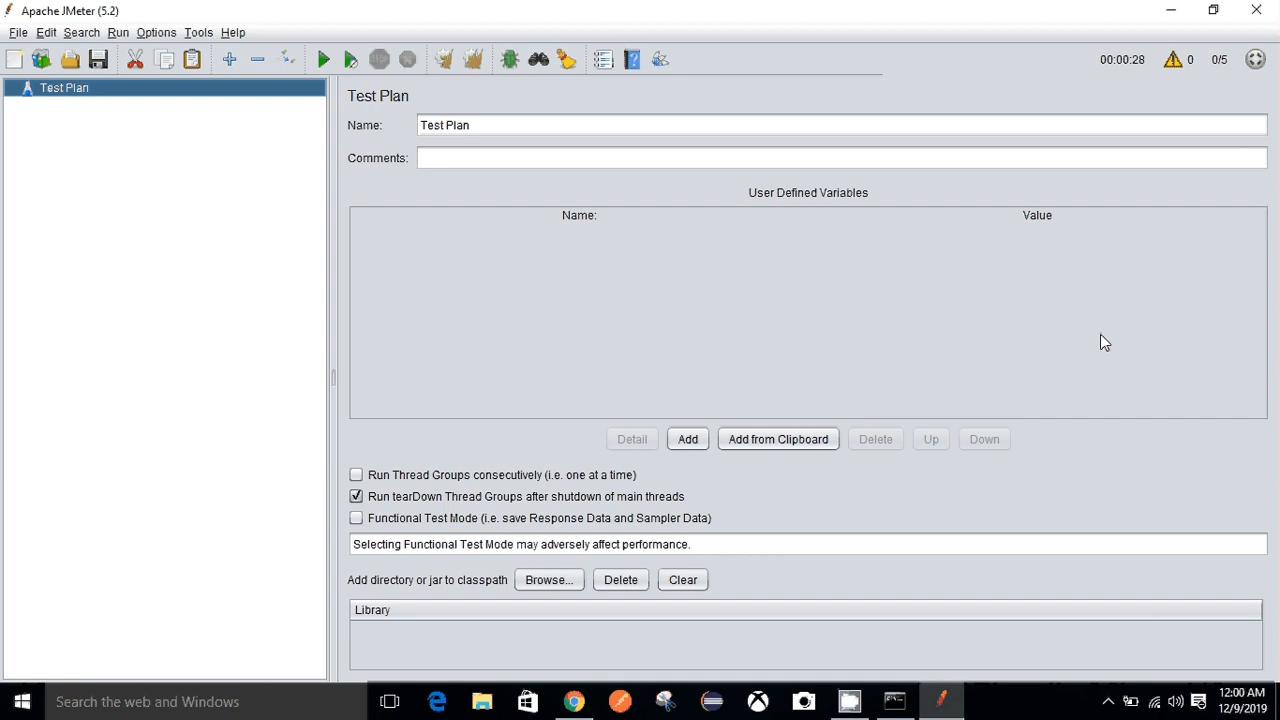 Apache JMeter (5.2)
File Edit Search Run Options Tools Help
00:00:28 0 0/5
Test Plan
Test Plan
Name: Test Plan
Comments:
User Defined Variables
Name: Value
Detail Add Add from Clipboard Delete Up Down
Run Thread Groups consecutively (i.e. one at a time)
Run tearDown Thread Groups after shutdown of main threads
Functional Test Mode (i.e. save Response Data and Sampler Data)
Selecting Functional Test Mode may adversely affect performance.
Add directory or jar to classpath Browse... Delete Clear
Library
Search the web and Windows
12:00 AM
12/9/2019